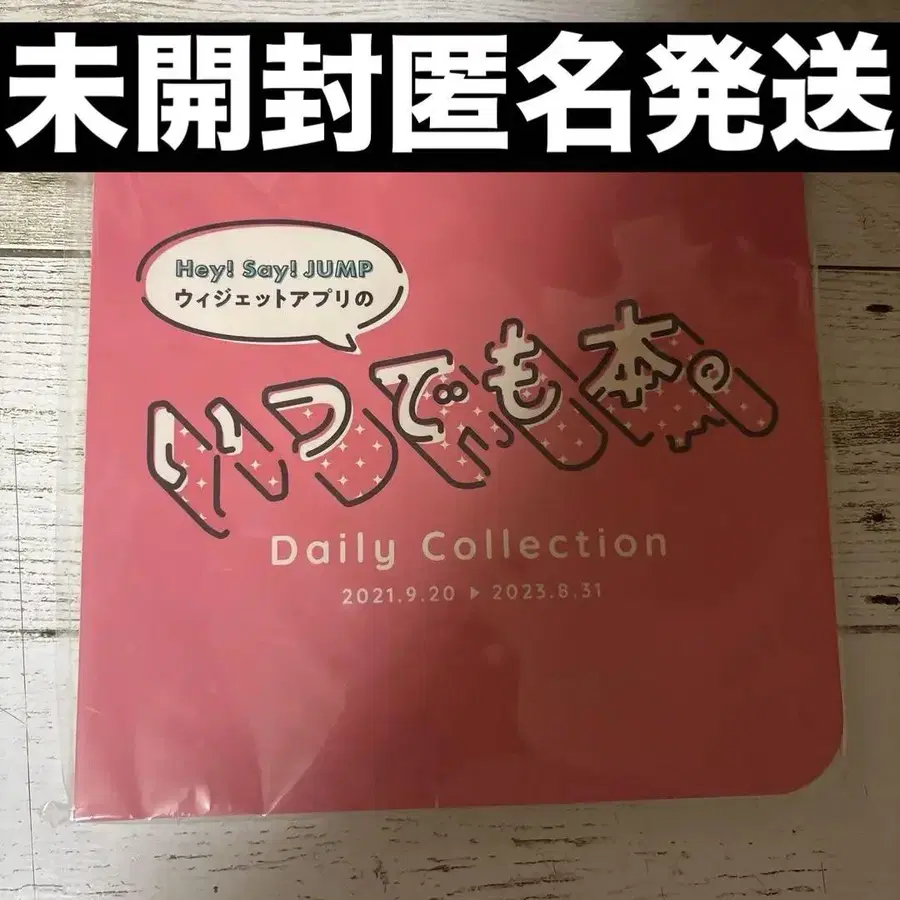 未開封匿名発送
Hey! Say! JUMP
ウィジェットアプリの
いつでも本。
Daily Collection
2021.9.20 ▶ 2023.8.31